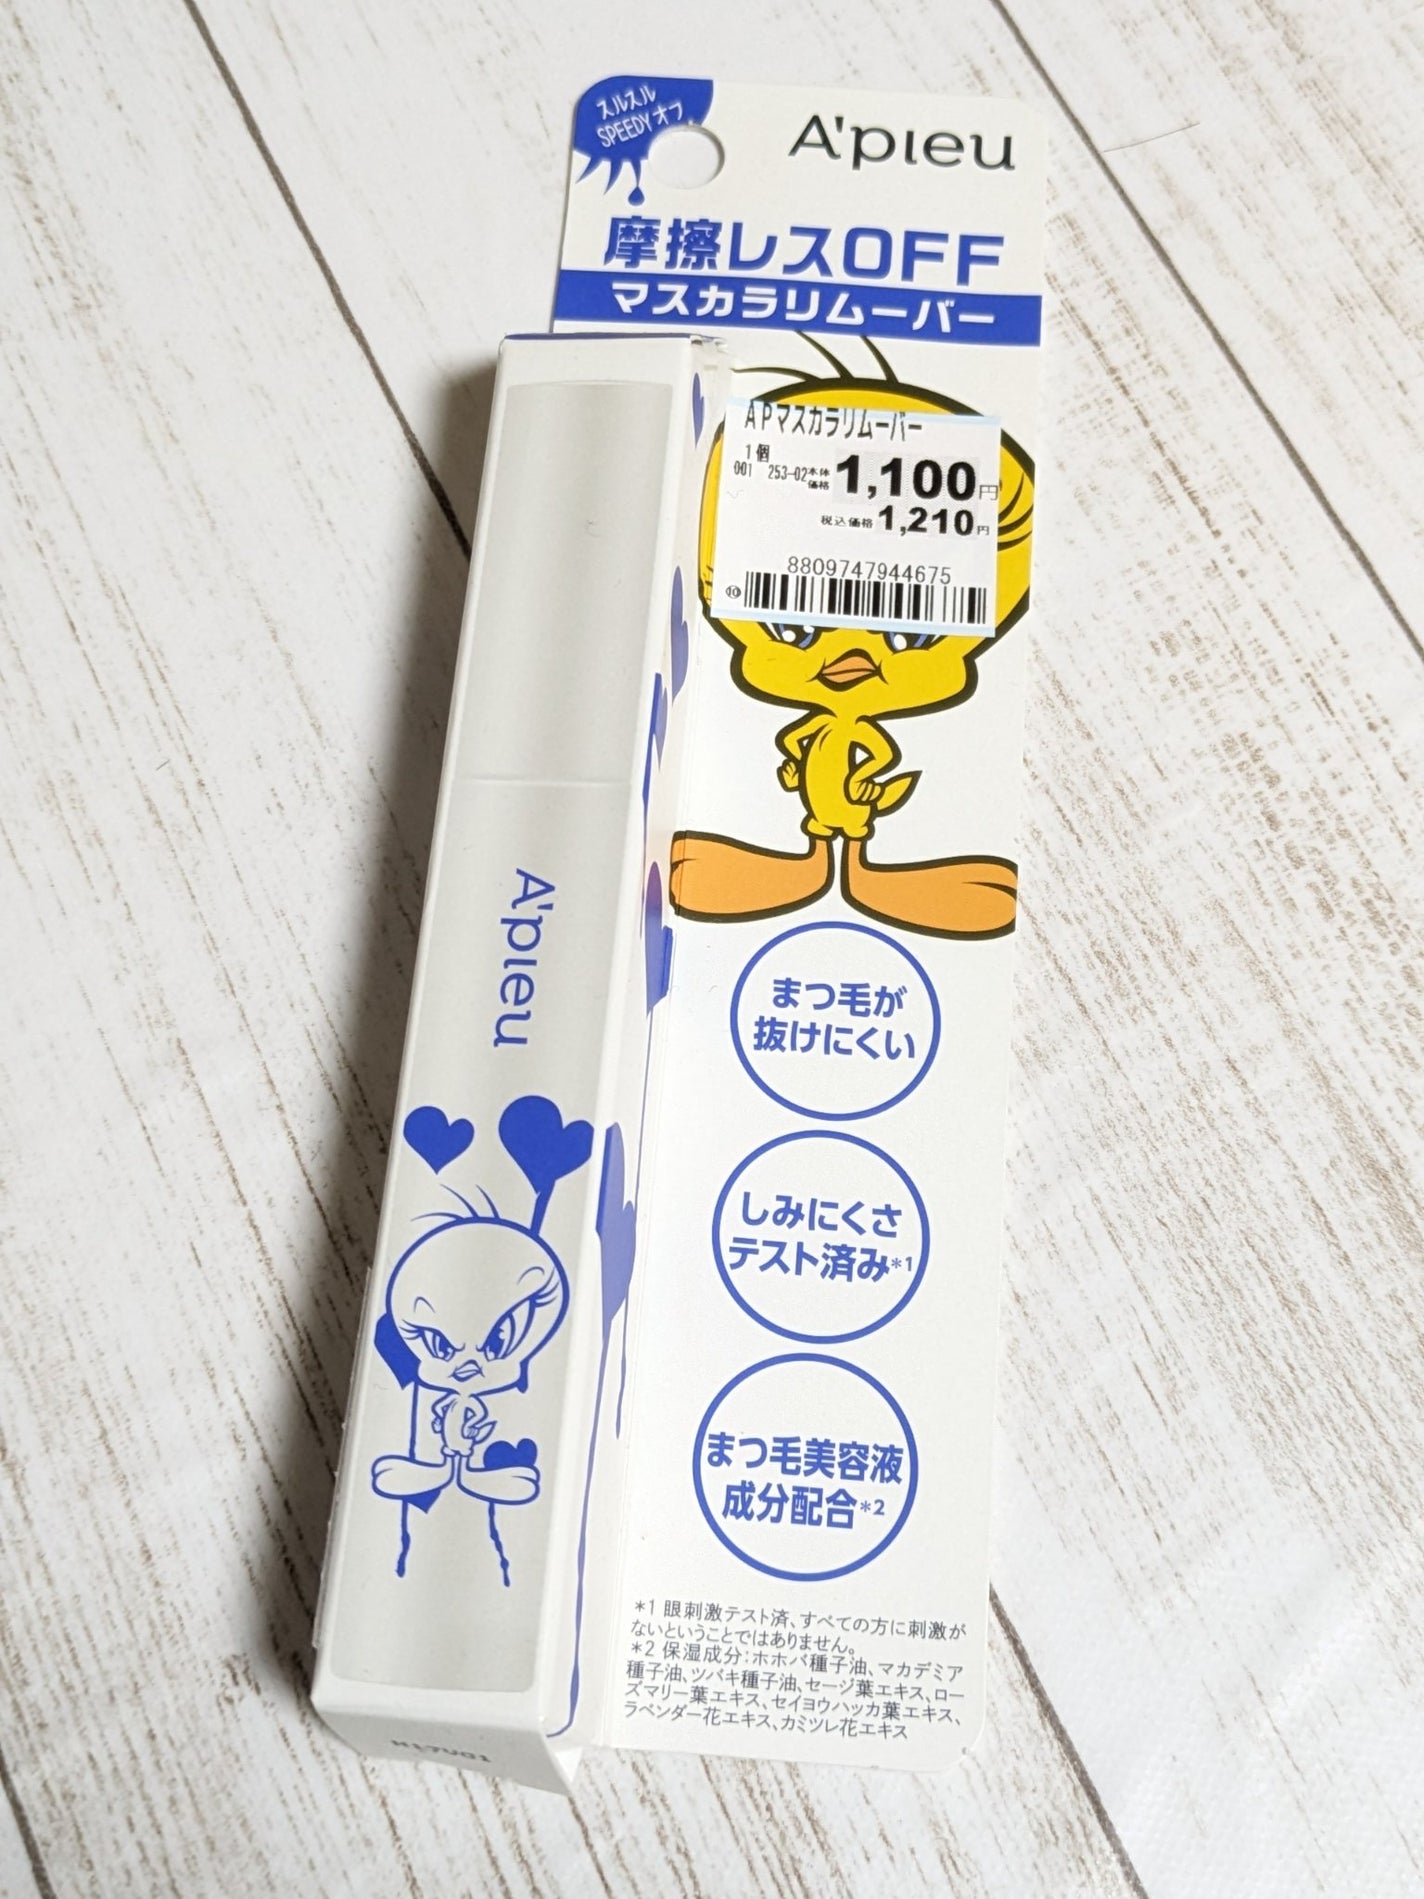 スルスル
SPEEDYオフ
A'pieu
摩擦レスOFF
マスカラリムーバー
APマスカラリムーバー
1個
001 253-02 本体価格 1,100円
税込価格 1,210円
8809747944675
⑩
A'pieu
まつ毛が
抜けにくい
しみにくさ
テスト済み*1
まつ毛美容液
成分配合*2
*1 眼刺激テスト済、すべての方に刺激が
ないということではありません。
*2 保湿成分:ホホバ種子油、マカデミア
種子油、ツバキ種子油、セージ葉エキス、ロー
ズマリー葉エキス、セイヨウハッカ葉エキス、
ラベンダー花エキス、カミツレ花エキス